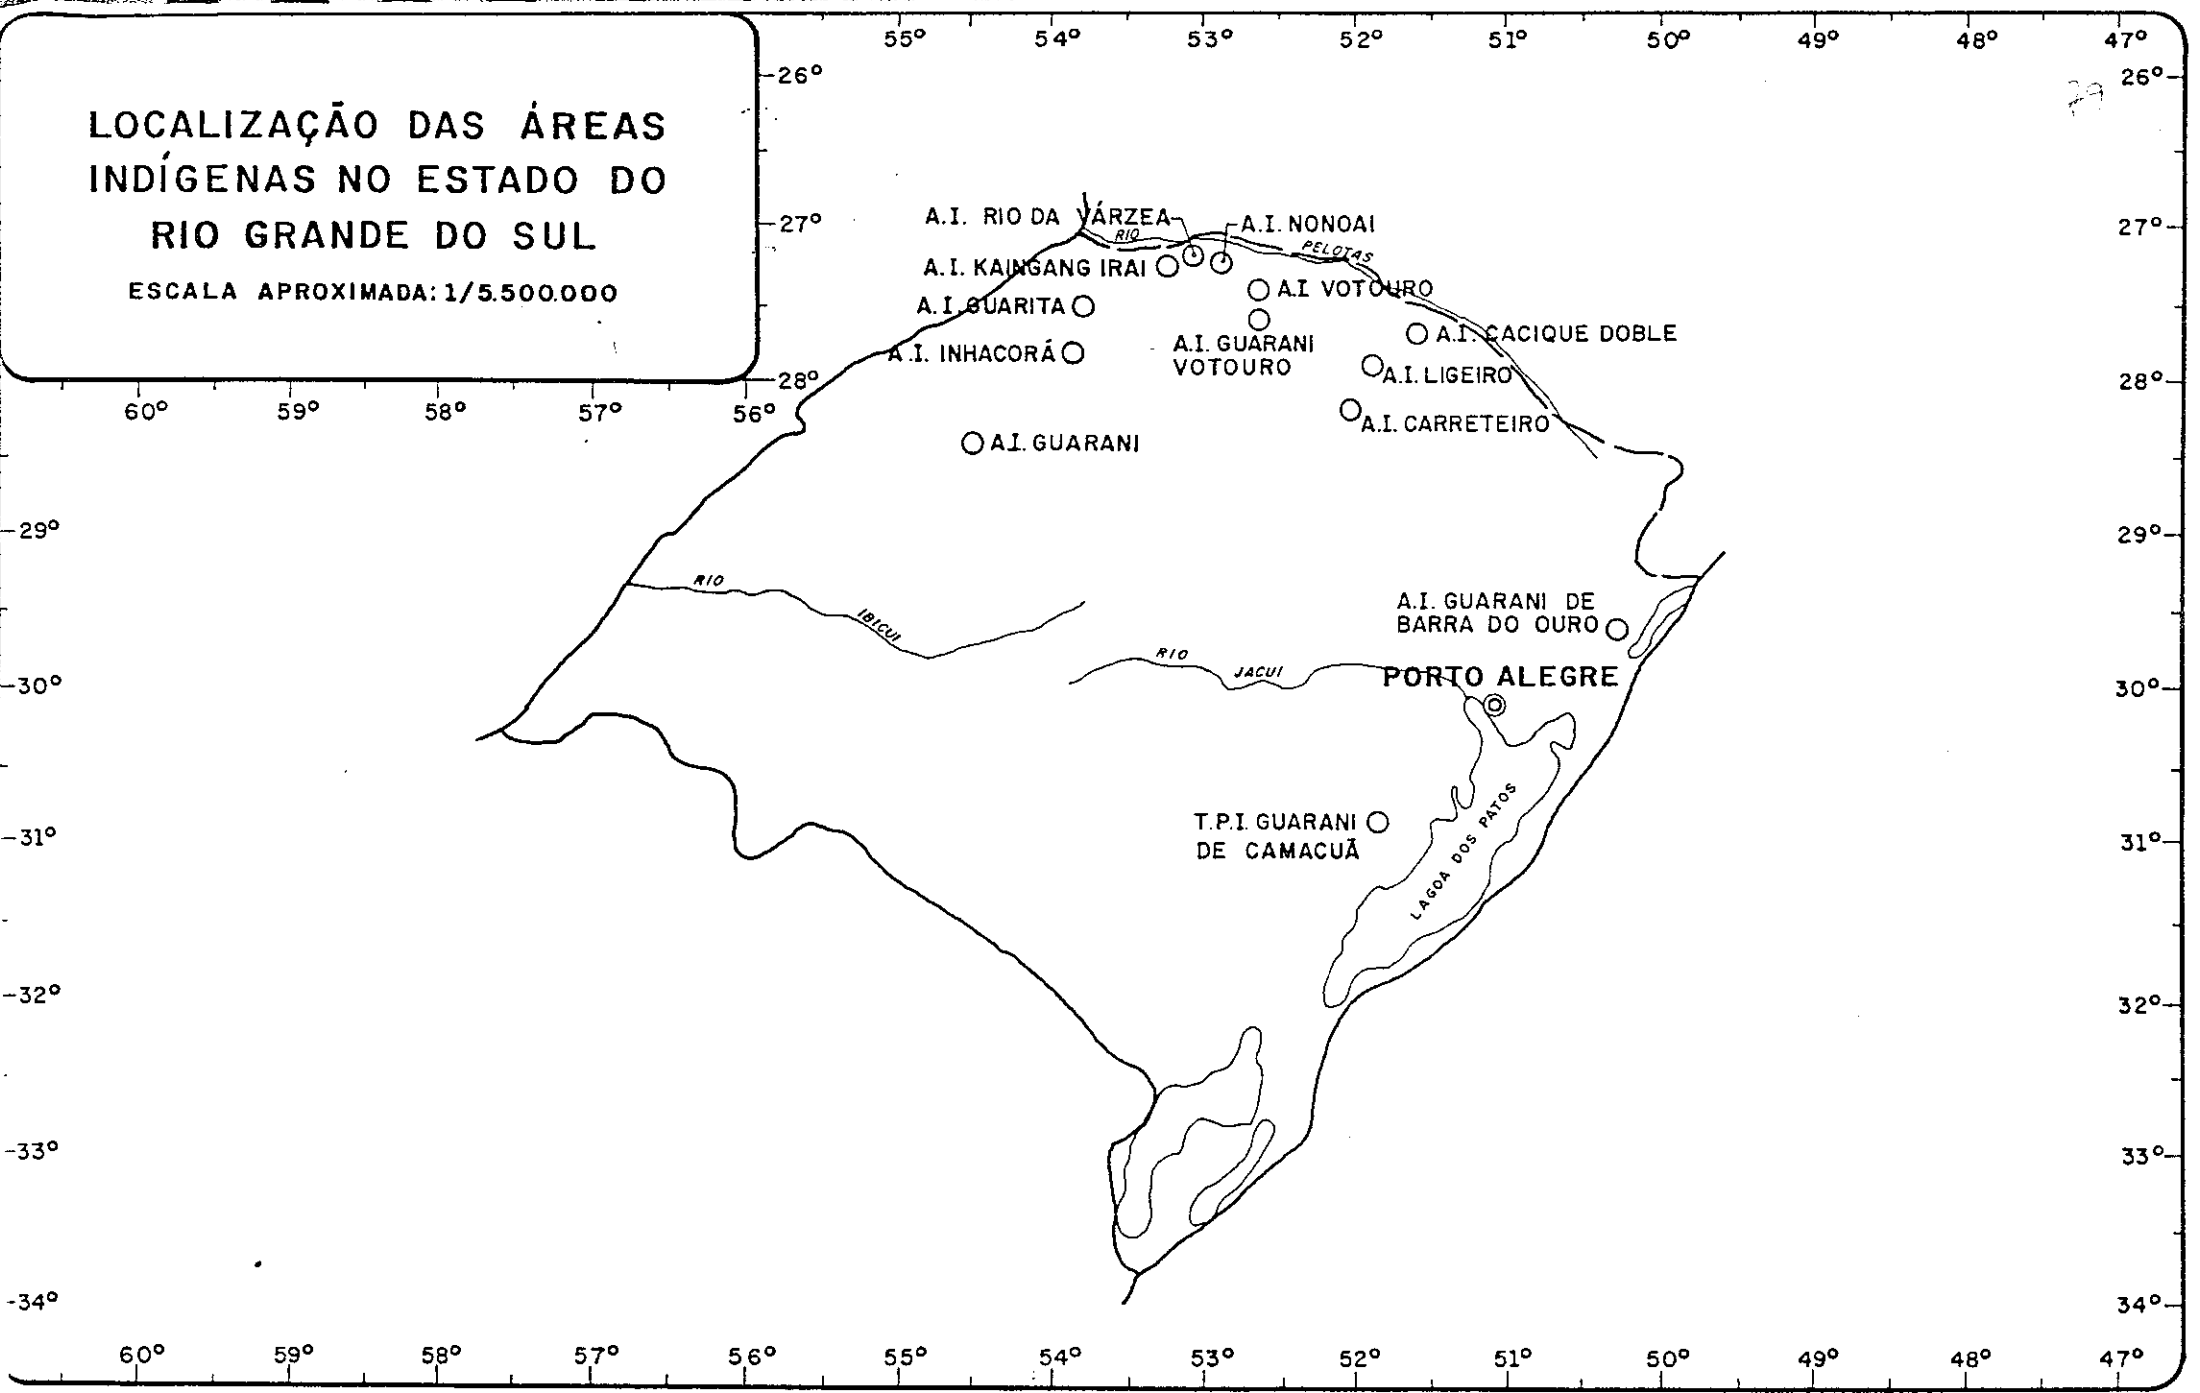 LOCALIZAÇÃO DAS ÁREAS
INDÍGENAS NO ESTADO DO
RIO GRANDE DO SUL
ESCALA APROXIMADA: 1/5.500.000
55° 54° 53° 52° 51° 50° 49° 48° 47°
26°
27°
28°
60° 59° 58° 57° 56°
29°
30°
31°
32°
33°
34°
26°
27°
28°
29°
30°
31°
32°
33°
34°
29
A.I. RIO DA VÁRZEA
A.I. NONOAI
RIO
PELOTAS
A.I. KAINGANG IRAI
A.I. VOTOURO
A.I. GUARITA
A.I. CACIQUE DOBLE
A.I. GUARANI
VOTOURO
A.I. INHACORÁ
A.I. LIGEIRO
A.I. CARRETEIRO
A.I. GUARANI
RIO
IBICUI
A.I. GUARANI DE
BARRA DO OURO
RIO
JACUI
PORTO ALEGRE
T.P.I. GUARANI
DE CAMACUÃ
LAGOA DOS PATOS
60° 59° 58° 57° 56° 55° 54° 53° 52° 51° 50° 49° 48° 47°